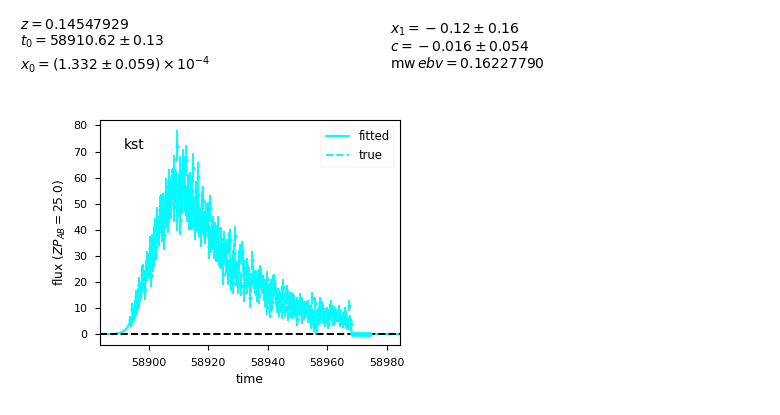 z = 0.14547929
t₀ = 58910.62 ± 0.13
x₀ = (1.332 ± 0.059) × 10⁻⁴
x₁ = −0.12 ± 0.16
c = −0.016 ± 0.054
mw ebv = 0.16227790
kst
fitted
true
80
70
60
50
40
30
20
10
0
flux (ZP_AB = 25.0)
58900 58920 58940 58960 58980
time